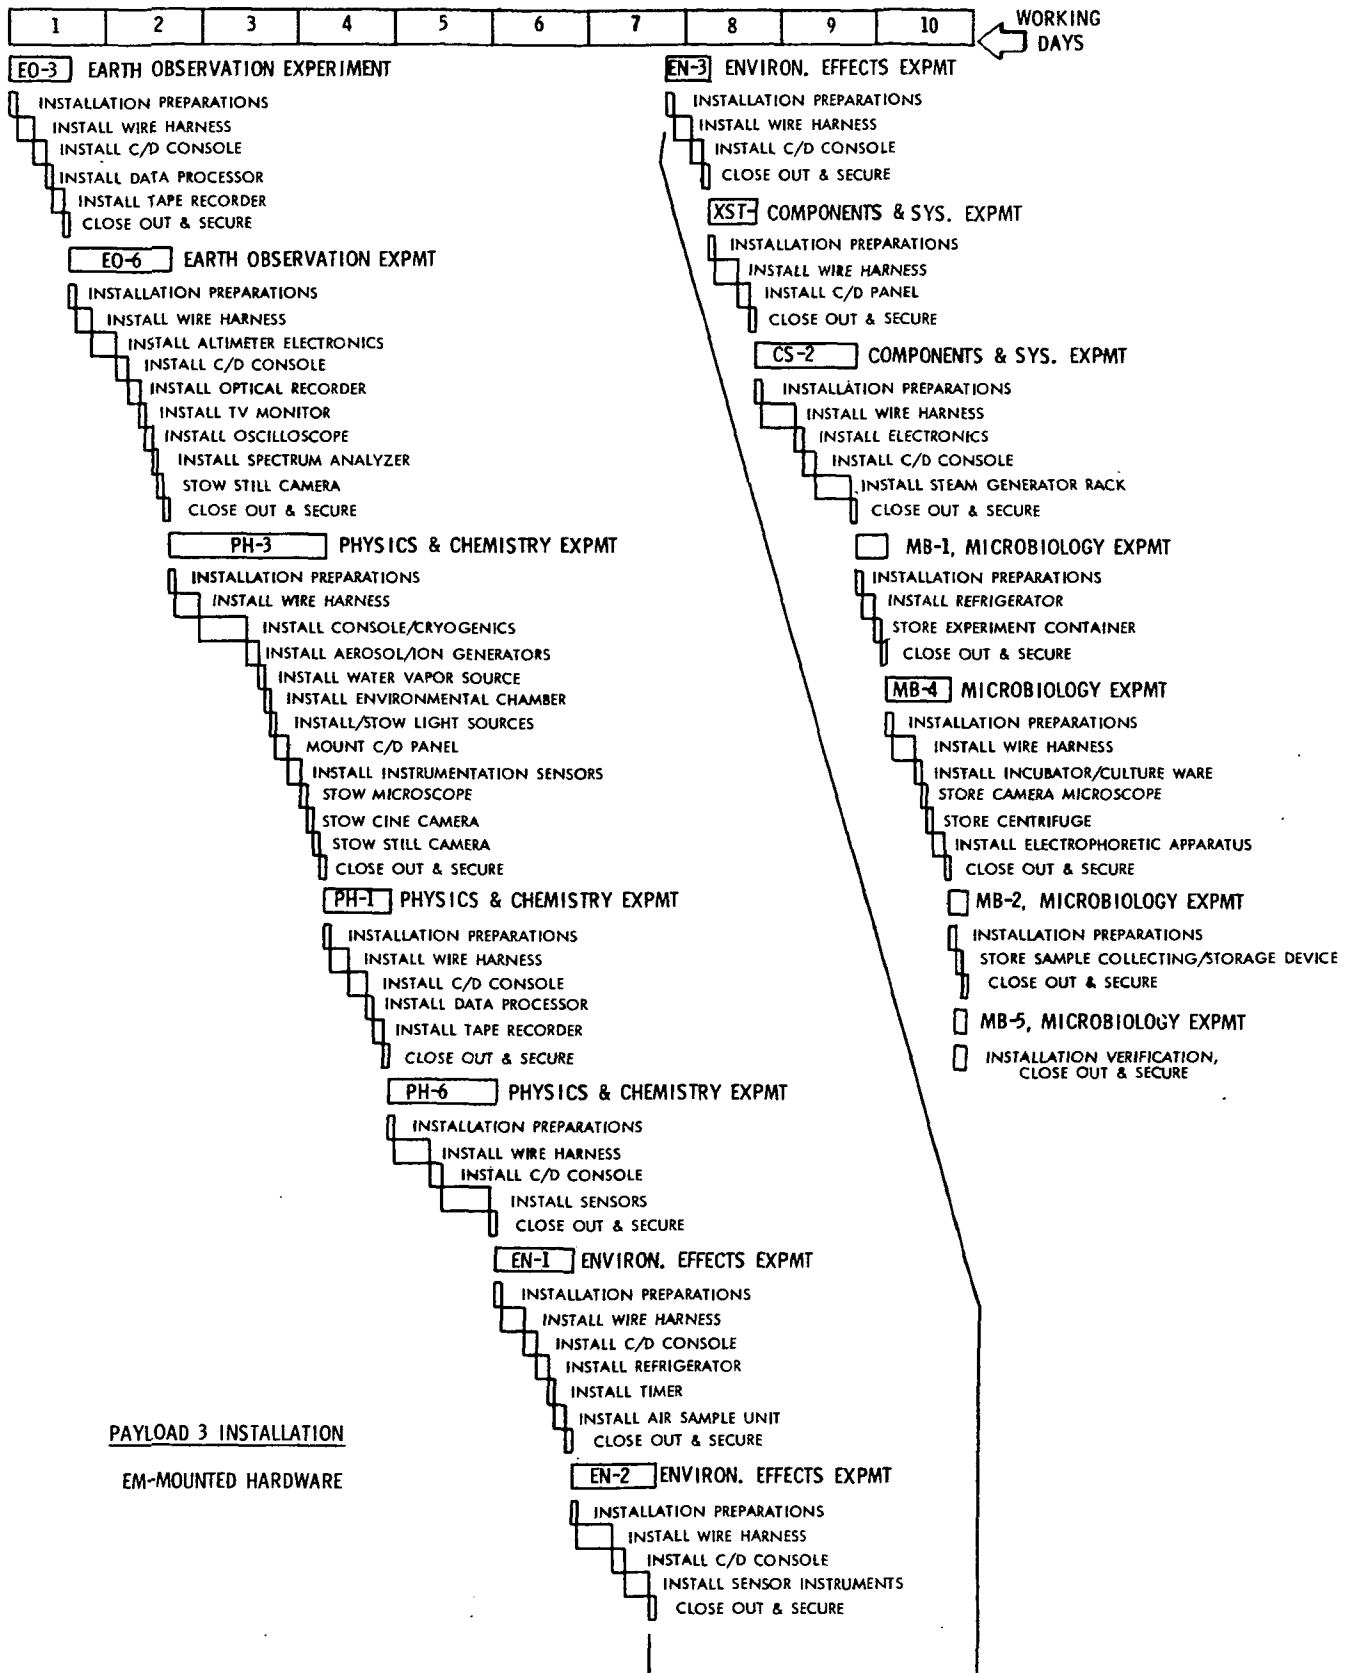 1 2 3 4 5 6 7 8 9 10
WORKING
DAYS
EO-3 EARTH OBSERVATION EXPERIMENT
INSTALLATION PREPARATIONS
INSTALL WIRE HARNESS
INSTALL C/D CONSOLE
INSTALL DATA PROCESSOR
INSTALL TAPE RECORDER
CLOSE OUT & SECURE
EO-6 EARTH OBSERVATION EXPMT
INSTALLATION PREPARATIONS
INSTALL WIRE HARNESS
INSTALL ALTIMETER ELECTRONICS
INSTALL C/D CONSOLE
INSTALL OPTICAL RECORDER
INSTALL TV MONITOR
INSTALL OSCILLOSCOPE
INSTALL SPECTRUM ANALYZER
STOW STILL CAMERA
CLOSE OUT & SECURE
PH-3 PHYSICS & CHEMISTRY EXPMT
INSTALLATION PREPARATIONS
INSTALL WIRE HARNESS
INSTALL CONSOLE/CRYOGENICS
INSTALL AEROSOL/ION GENERATORS
INSTALL WATER VAPOR SOURCE
INSTALL ENVIRONMENTAL CHAMBER
INSTALL/STOW LIGHT SOURCES
MOUNT C/D PANEL
INSTALL INSTRUMENTATION SENSORS
STOW MICROSCOPE
STOW CINE CAMERA
STOW STILL CAMERA
CLOSE OUT & SECURE
PH-1 PHYSICS & CHEMISTRY EXPMT
INSTALLATION PREPARATIONS
INSTALL WIRE HARNESS
INSTALL C/D CONSOLE
INSTALL DATA PROCESSOR
INSTALL TAPE RECORDER
CLOSE OUT & SECURE
PH-6 PHYSICS & CHEMISTRY EXPMT
INSTALLATION PREPARATIONS
INSTALL WIRE HARNESS
INSTALL C/D CONSOLE
INSTALL SENSORS
CLOSE OUT & SECURE
EN-1 ENVIRON. EFFECTS EXPMT
INSTALLATION PREPARATIONS
INSTALL WIRE HARNESS
INSTALL C/D CONSOLE
INSTALL REFRIGERATOR
INSTALL TIMER
INSTALL AIR SAMPLE UNIT
CLOSE OUT & SECURE
EN-2 ENVIRON. EFFECTS EXPMT
INSTALLATION PREPARATIONS
INSTALL WIRE HARNESS
INSTALL C/D CONSOLE
INSTALL SENSOR INSTRUMENTS
CLOSE OUT & SECURE
PAYLOAD 3 INSTALLATION
EM-MOUNTED HARDWARE
EN-3 ENVIRON. EFFECTS EXPMT
INSTALLATION PREPARATIONS
INSTALL WIRE HARNESS
INSTALL C/D CONSOLE
CLOSE OUT & SECURE
XST- COMPONENTS & SYS. EXPMT
INSTALLATION PREPARATIONS
INSTALL WIRE HARNESS
INSTALL C/D PANEL
CLOSE OUT & SECURE
CS-2 COMPONENTS & SYS. EXPMT
INSTALLATION PREPARATIONS
INSTALL WIRE HARNESS
INSTALL ELECTRONICS
INSTALL C/D CONSOLE
INSTALL STEAM GENERATOR RACK
CLOSE OUT & SECURE
MB-1, MICROBIOLOGY EXPMT
INSTALLATION PREPARATIONS
INSTALL REFRIGERATOR
STORE EXPERIMENT CONTAINER
CLOSE OUT & SECURE
MB-4 MICROBIOLOGY EXPMT
INSTALLATION PREPARATIONS
INSTALL WIRE HARNESS
INSTALL INCUBATOR/CULTURE WARE
STORE CAMERA MICROSCOPE
STORE CENTRIFUGE
INSTALL ELECTROPHORETIC APPARATUS
CLOSE OUT & SECURE
MB-2, MICROBIOLOGY EXPMT
INSTALLATION PREPARATIONS
STORE SAMPLE COLLECTING/STORAGE DEVICE
CLOSE OUT & SECURE
MB-5, MICROBIOLOGY EXPMT
INSTALLATION VERIFICATION,
CLOSE OUT & SECURE